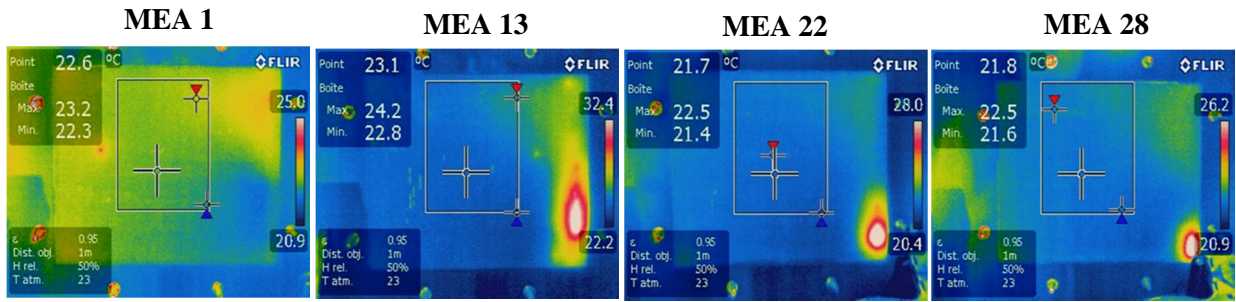 MEA 1
MEA 13
MEA 22
MEA 28
Point 22.6 ºC
FLIR
Boîte
Max. 23.2
Min. 22.3
25.0
20.9
ε 0.95
Dist. obj. 1m
H rel. 50%
T atm. 23
Point 23.1 ºC
FLIR
Boîte
Max. 24.2
Min. 22.8
32.4
22.2
ε 0.95
Dist. obj. 1m
H rel. 50%
T atm. 23
Point 21.7 ºC
FLIR
Boîte
Max. 22.5
Min. 21.4
28.0
20.4
ε 0.95
Dist. obj. 1m
H rel. 50%
T atm. 23
Point 21.8 ºC
FLIR
Boîte
Max. 22.5
Min. 21.6
26.2
20.9
ε 0.95
Dist. obj. 1m
H rel. 50%
T atm. 23